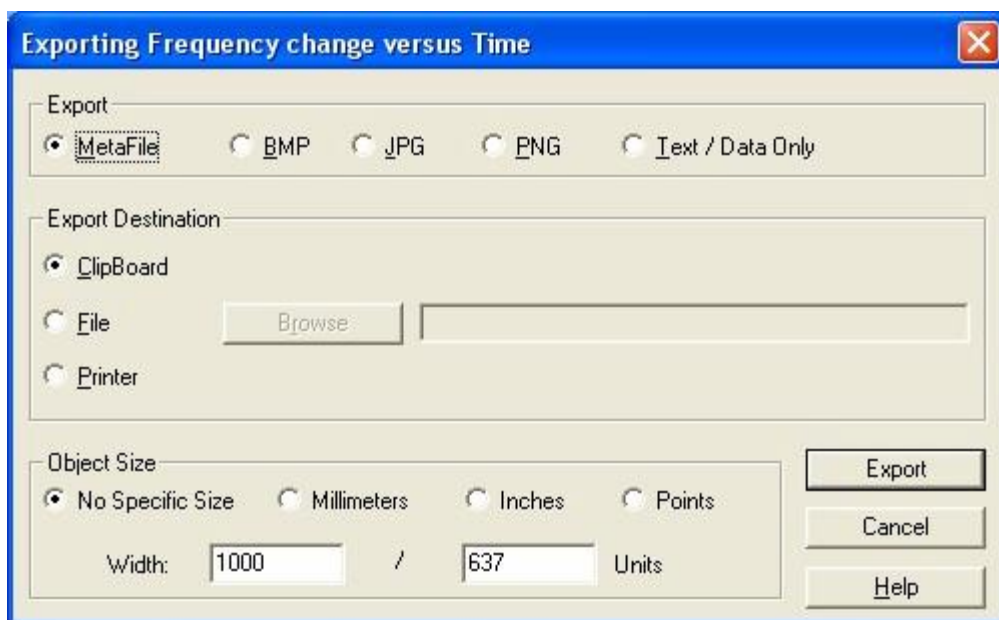 Exporting Frequency change versus Time
Export
MetaFile BMP JPG PNG Text / Data Only
Export Destination
ClipBoard
File Browse
Printer
Object Size
No Specific Size Millimeters Inches Points
Width: 1000 / 637 Units
Export
Cancel
Help